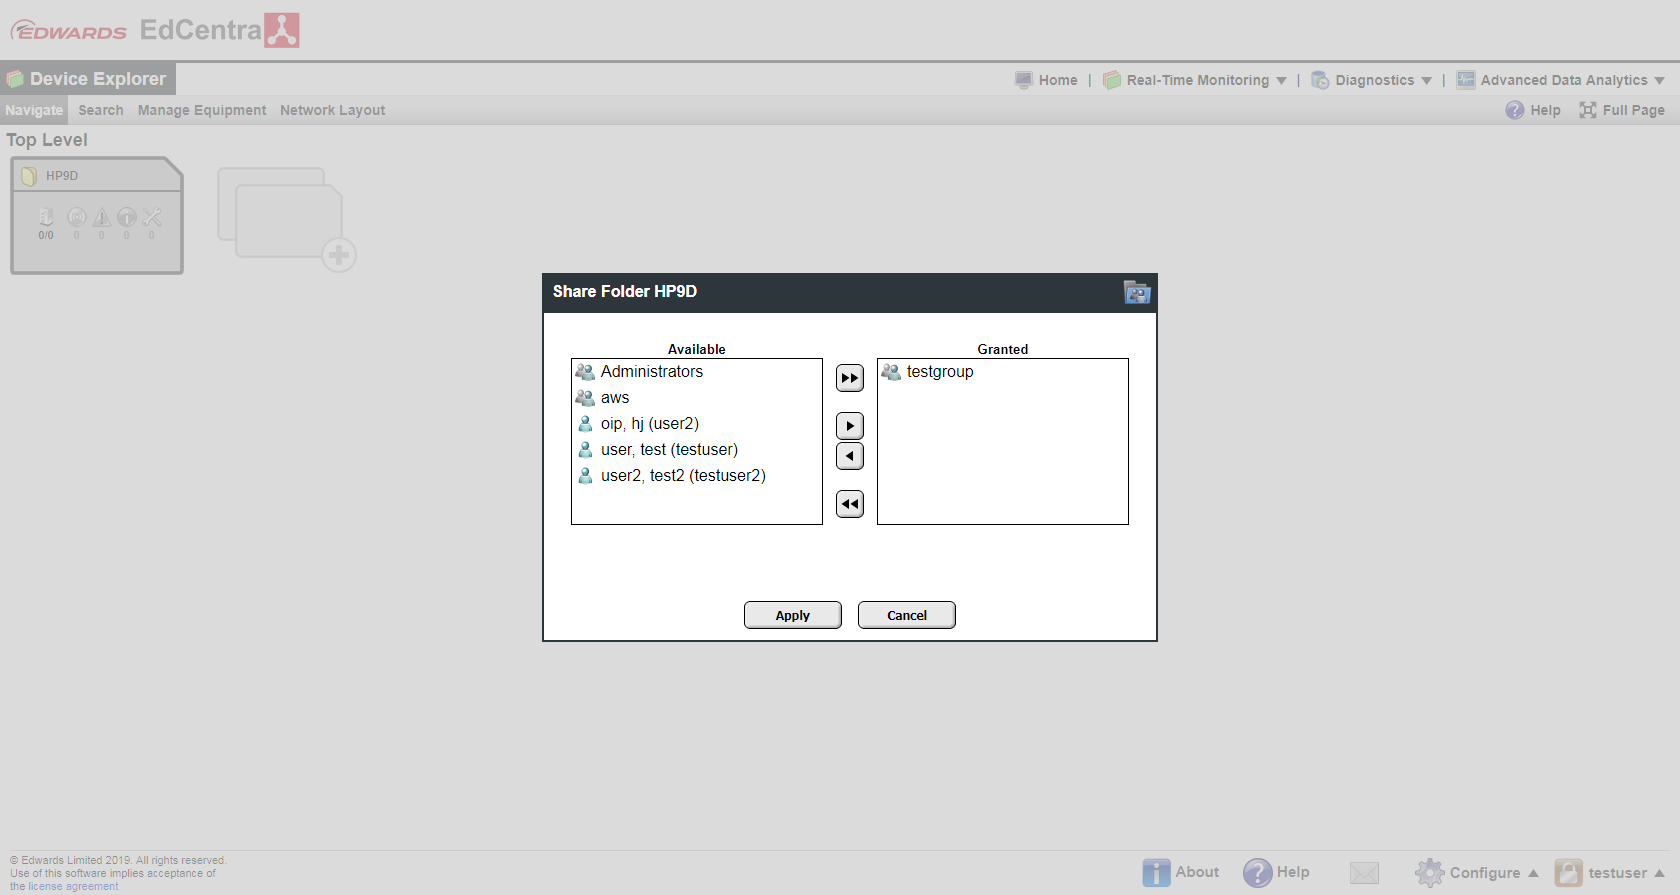 EDWARDS EdCentra
Device Explorer
Home | Real-Time Monitoring | Diagnostics | Advanced Data Analytics
Navigate Search Manage Equipment Network Layout
Help Full Page
Top Level
HP9D
0/0 0 0 0 0
Share Folder HP9D
Available
Administrators
aws
oip, hj (user2)
user, test (testuser)
user2, test2 (testuser2)
Granted
testgroup
Apply Cancel
© Edwards Limited 2019. All rights reserved.
Use of this software implies acceptance of
the license agreement
About Help Configure testuser